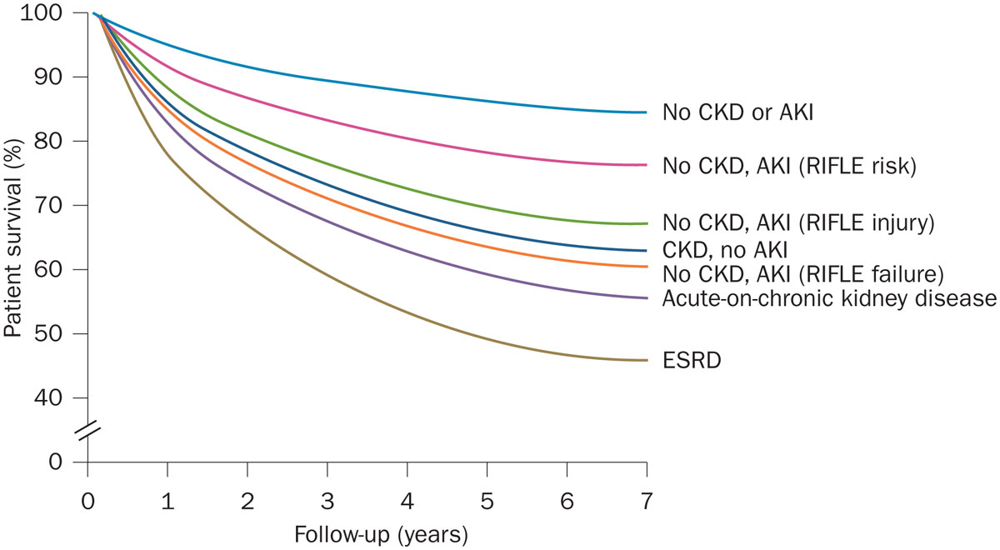 100
90
80
70
60
50
40
0
Patient survival (%)
0 1 2 3 4 5 6 7
Follow-up (years)
No CKD or AKI
No CKD, AKI (RIFLE risk)
No CKD, AKI (RIFLE injury)
CKD, no AKI
No CKD, AKI (RIFLE failure)
Acute-on-chronic kidney disease
ESRD